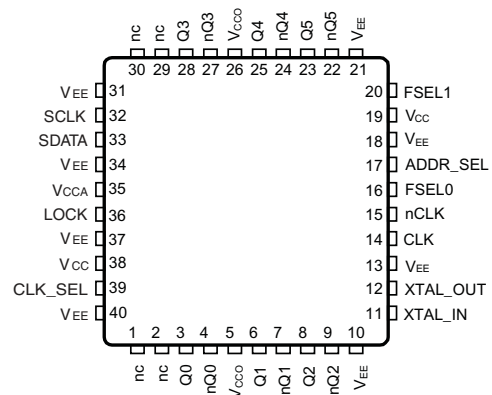 nc nc Q3 nQ3 VCCO Q4 nQ4 Q5 nQ5 VEE
30 29 28 27 26 25 24 23 22 21
VEE 31 20 FSEL1
SCLK 32 19 VCC
SDATA 33 18 VEE
VEE 34 17 ADDR_SEL
VCCA 35 16 FSEL0
LOCK 36 15 nCLK
VEE 37 14 CLK
VCC 38 13 VEE
CLK_SEL 39 12 XTAL_OUT
VEE 40 11 XTAL_IN
1 2 3 4 5 6 7 8 9 10
nc nc Q0 nQ0 VCCO Q1 nQ1 Q2 nQ2 VEE